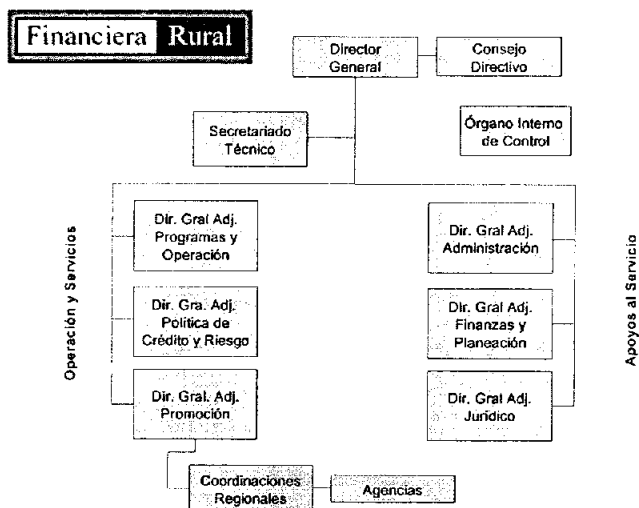 Financiera Rural
Director
General
Consejo
Directivo
Secretariado
Técnico
Órgano Interno
de Control
Operación y Servicios
Dir. Gral Adj.
Programas y
Operación
Dir. Gral Adj.
Administración
Apoyos al Servicio
Dir. Gra. Adj.
Política de
Crédito y Riesgo
Dir. Gral Adj.
Finanzas y
Planeación
Dir. Gral. Adj.
Promoción
Dir. Gral Adj.
Jurídico
Coordinaciones
Regionales
Agencias